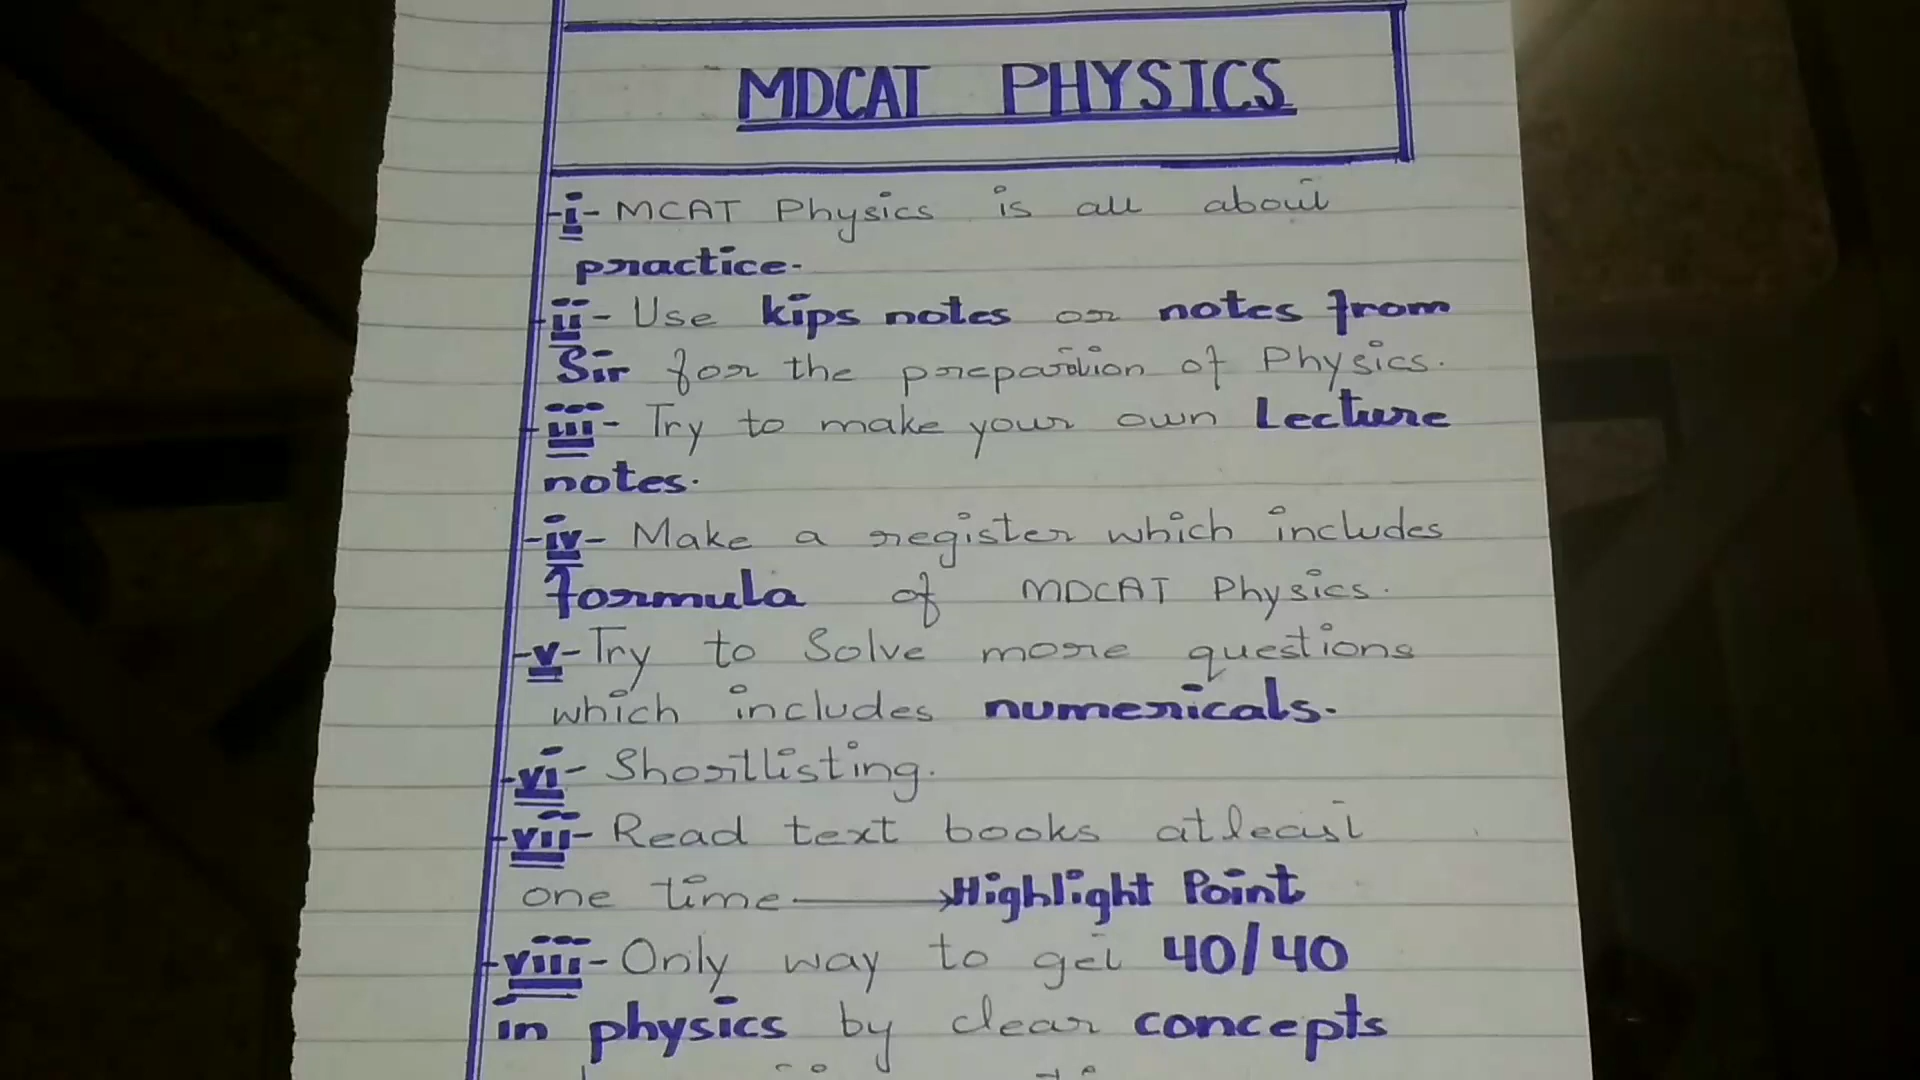 MDCAT PHYSICS
-i- MCAT Physics is all about
practice.
-ii- Use kips notes or notes from
Sir for the preparation of Physics.
-iii- Try to make your own Lecture
notes.
-iv- Make a register which includes
formula of MDCAT Physics.
-v- Try to Solve more questions
which includes numericals.
-vi- Shortlisting.
-vii- Read text books atleast
one time → Highlight Point
-viii- Only way to get 40/40
in physics by clear concepts